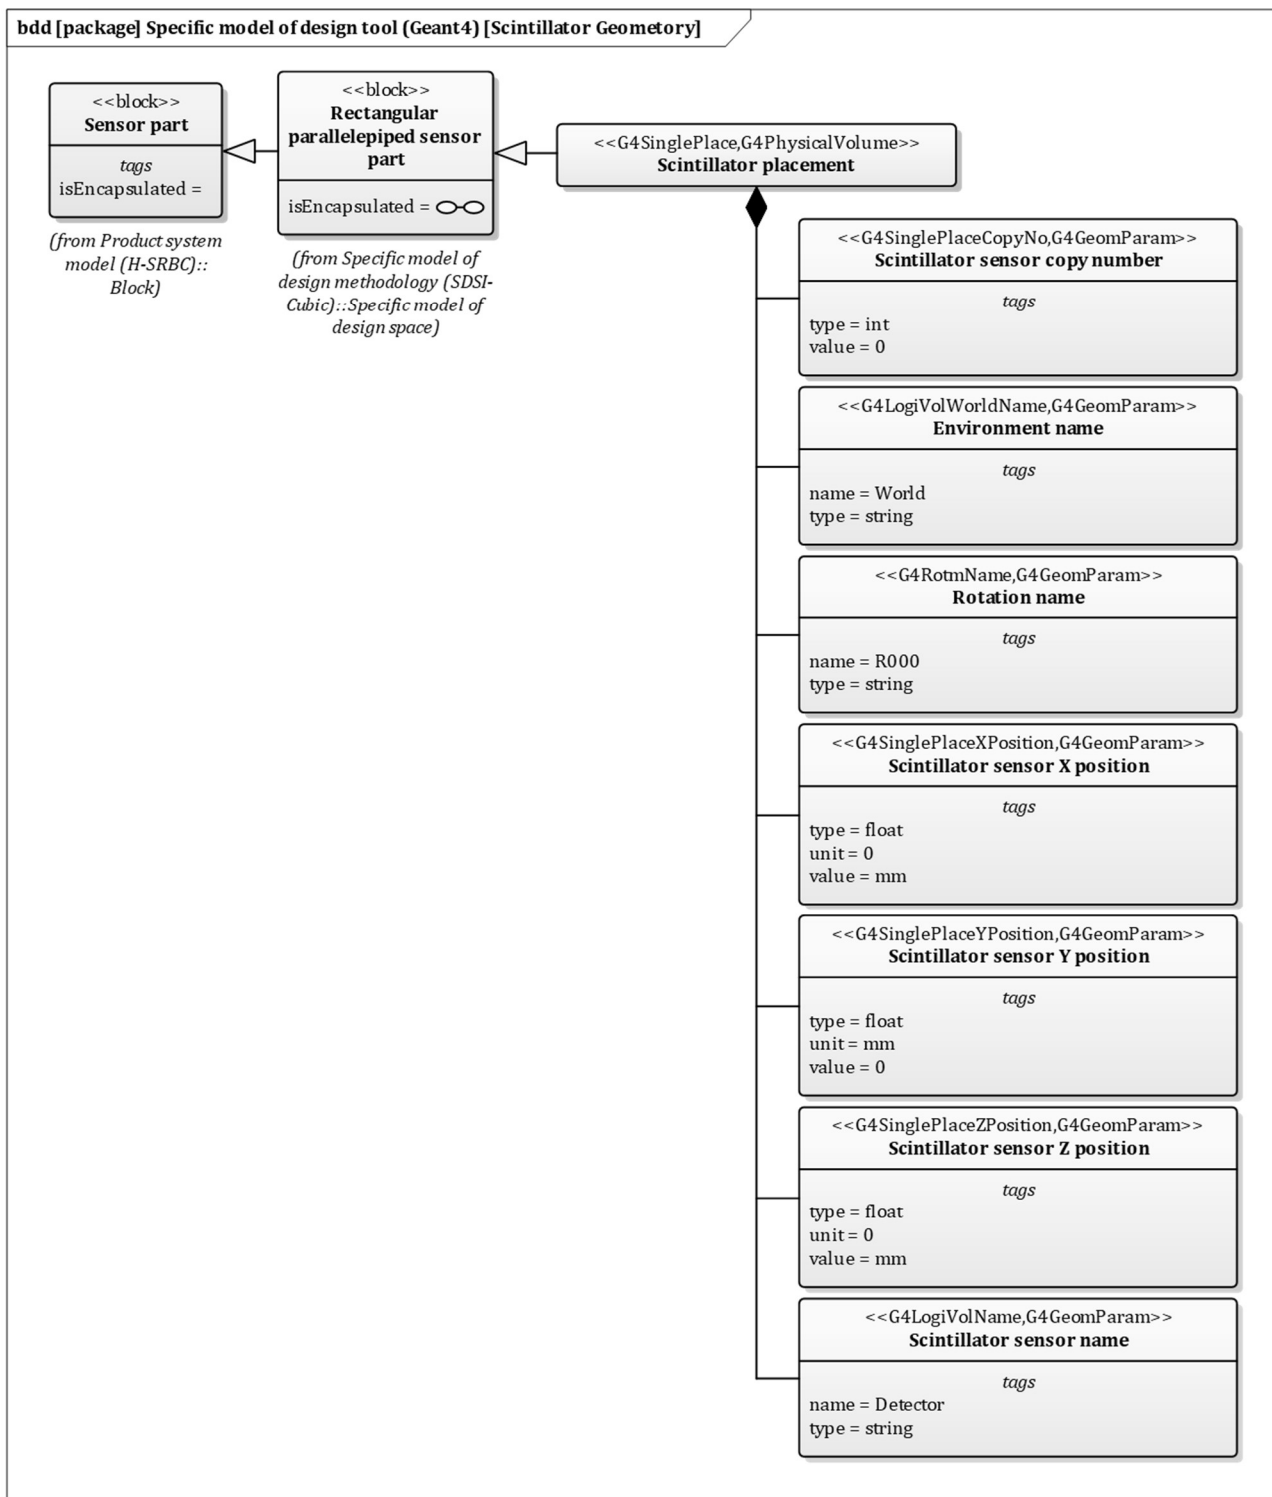 bdd [package] Specific model of design tool (Geant4) [Scintillator Geometory]
<<block>>
Sensor part
tags
isEncapsulated =
(from Product system
model (H-SRBC)::
Block)
<<block>>
Rectangular
parallelepiped sensor
part
isEncapsulated =
(from Specific model of
design methodology (SDSI-
Cubic)::Specific model of
design space)
<<G4SinglePlace,G4PhysicalVolume>>
Scintillator placement
<<G4SinglePlaceCopyNo,G4GeomParam>>
Scintillator sensor copy number
tags
type = int
value = 0
<<G4LogiVolWorldName,G4GeomParam>>
Environment name
tags
name = World
type = string
<<G4RotmName,G4GeomParam>>
Rotation name
tags
name = R000
type = string
<<G4SinglePlaceXPosition,G4GeomParam>>
Scintillator sensor X position
tags
type = float
unit = 0
value = mm
<<G4SinglePlaceYPosition,G4GeomParam>>
Scintillator sensor Y position
tags
type = float
unit = mm
value = 0
<<G4SinglePlaceZPosition,G4GeomParam>>
Scintillator sensor Z position
tags
type = float
unit = 0
value = mm
<<G4LogiVolName,G4GeomParam>>
Scintillator sensor name
tags
name = Detector
type = string